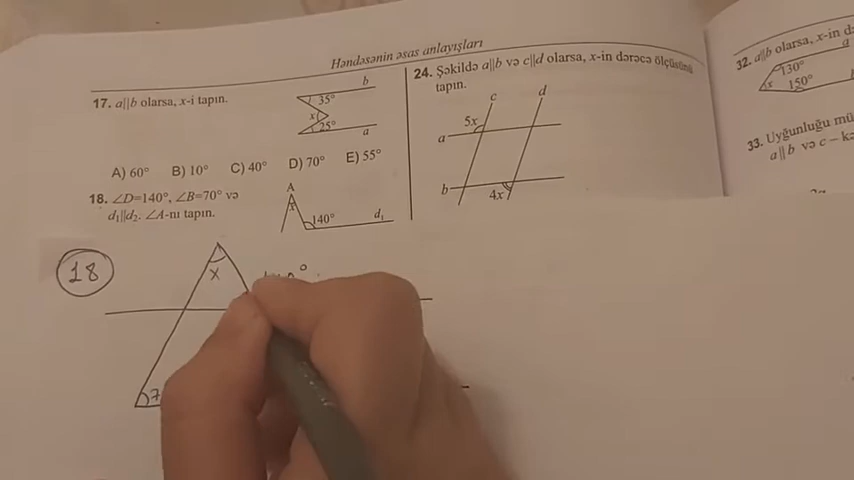 Həndəsənin əsas anlayışları
17. a||b olarsa, x-i tapın.
b
35°
x
25°
a
A) 60° B) 10° C) 40° D) 70° E) 55°
18. ∠D=140°, ∠B=70° və
d₁||d₂. ∠A-nı tapın.
A
x
140°
d₁
24. Şəkildə a||b və c||d olarsa, x-in dərəcə ölçüsünü
tapın.
c
d
5x
a
b
4x
32. a||b olarsa, x-in
a
130°
x
150°
b
33. Uyğunluğu
a||b və c –
18
x
7